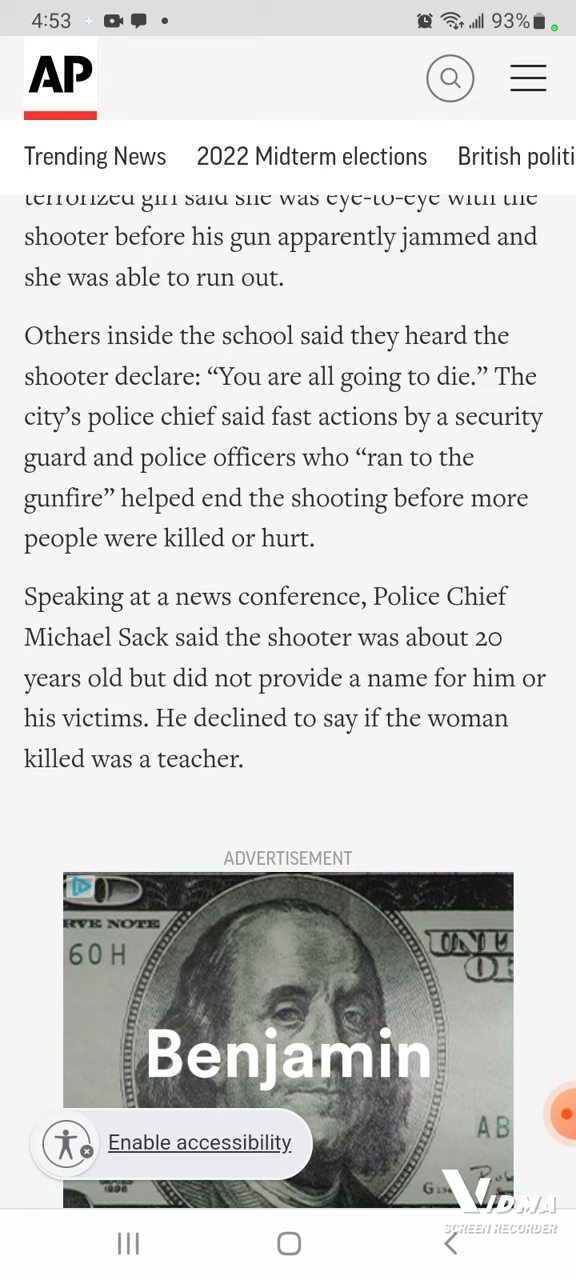 4:53
93%
AP
Trending News 2022 Midterm elections British politi
terrorized girl said she was eye-to-eye with the
shooter before his gun apparently jammed and
she was able to run out.
Others inside the school said they heard the
shooter declare: “You are all going to die.” The
city’s police chief said fast actions by a security
guard and police officers who “ran to the
gunfire” helped end the shooting before more
people were killed or hurt.
Speaking at a news conference, Police Chief
Michael Sack said the shooter was about 20
years old but did not provide a name for him or
his victims. He declined to say if the woman
killed was a teacher.
ADVERTISEMENT
RVE NOTE
60 H
Benjamin
AB
Enable accessibility
1996
VIDMA
SCREEN RECORDER